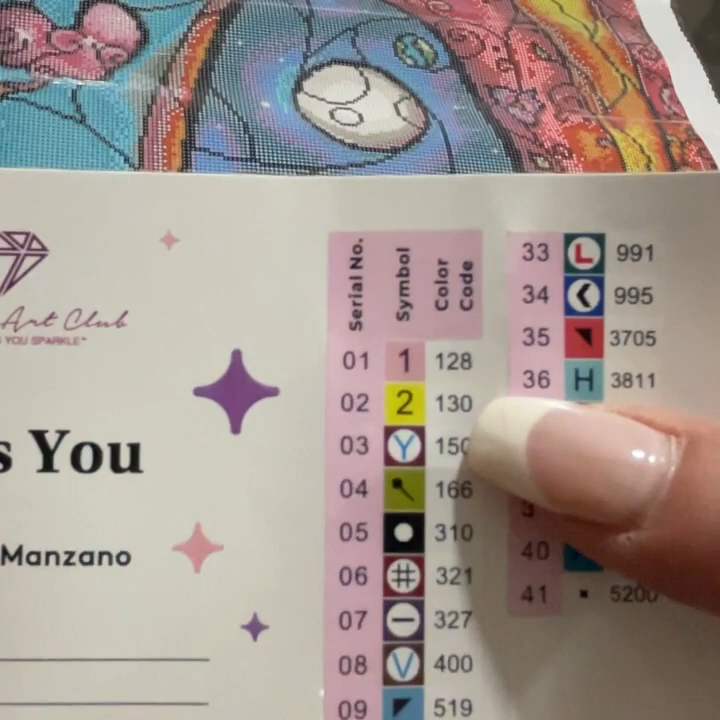 Art Club
YOU SPARKLE™
s You
Manzano
Serial No. Symbol Color Code
01 1 128
02 2 130
03 Y 150
04 166
05 310
06 # 321
07 – 327
08 V 400
09 519
33 L 991
34 995
35 3705
36 H 3811
40
41 5200